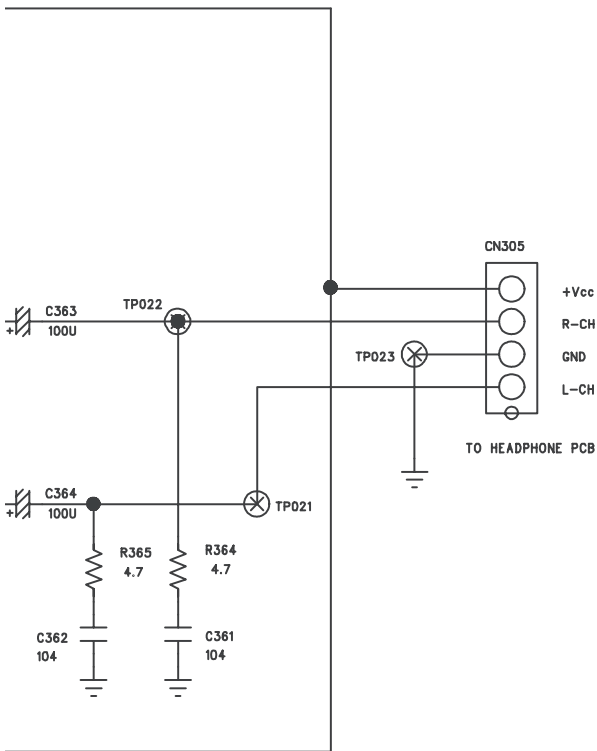 CN305
+Vcc
TP022
C363
R-CH
+
100U
TP023
GND
L-CH
TO HEADPHONE PCB
C364
TP021
+
100U
R365
R364
4.7
4.7
C362
C361
104
104